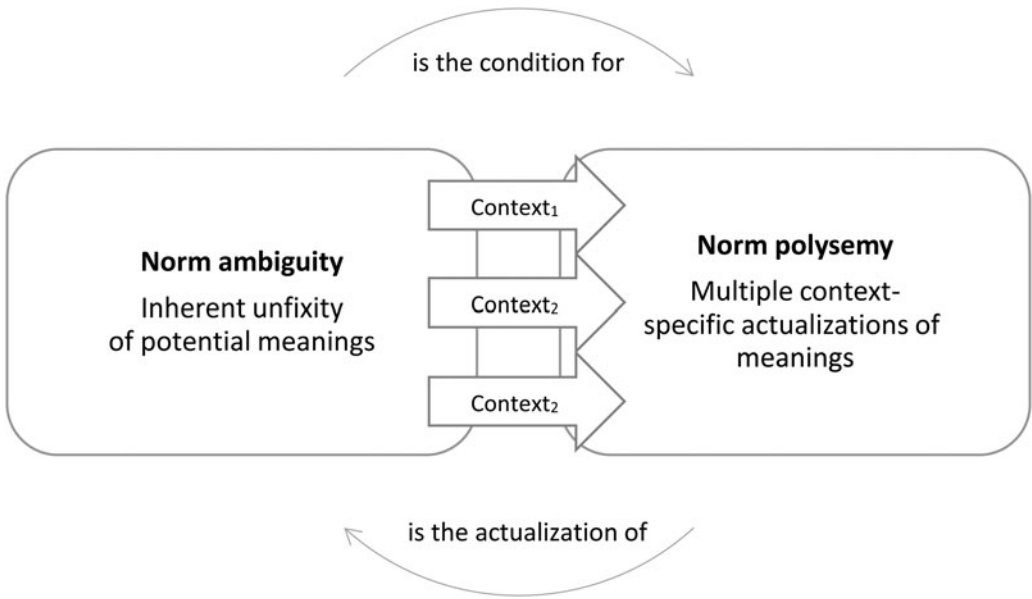 is the condition for
Norm ambiguity
Inherent unfixity
of potential meanings
Context₁
Context₂
Context₂
Norm polysemy
Multiple context-
specific actualizations of
meanings
is the actualization of